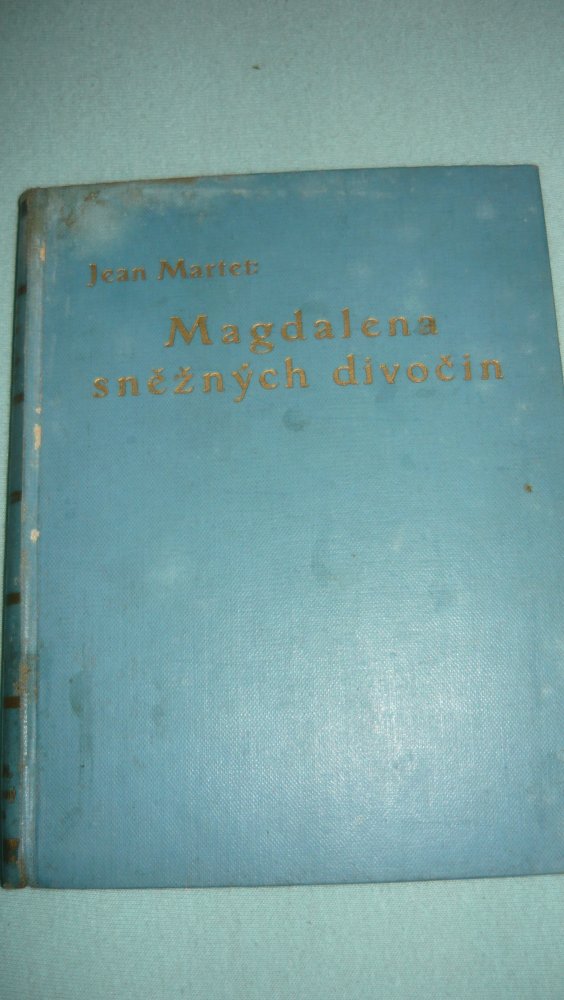 Jean Martet:
Magdalena
sněžných divočin